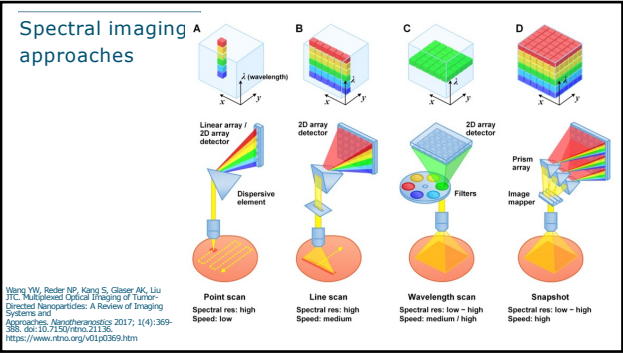 Spectral imaging
approaches
A
B
C
D
λ (wavelength)
x
y
λ
x
y
λ
x
y
λ
x
y
Linear array /
2D array
detector
Dispersive
element
2D array
detector
2D array
detector
Filters
Prism
array
Image
mapper
Point scan
Spectral res: high
Speed: low
Line scan
Spectral res: high
Speed: medium
Wavelength scan
Spectral res: low – high
Speed: medium / high
Snapshot
Spectral res: low – high
Speed: high
Wang YW, Reder NP, Kang S, Glaser AK, Liu
JTC. Multiplexed Optical Imaging of Tumor-
Directed Nanoparticles: A Review of Imaging
Systems and
Approaches. Nanotheranostics 2017; 1(4):369-
388. doi:10.7150/ntno.21136.
https://www.ntno.org/v01p0369.htm